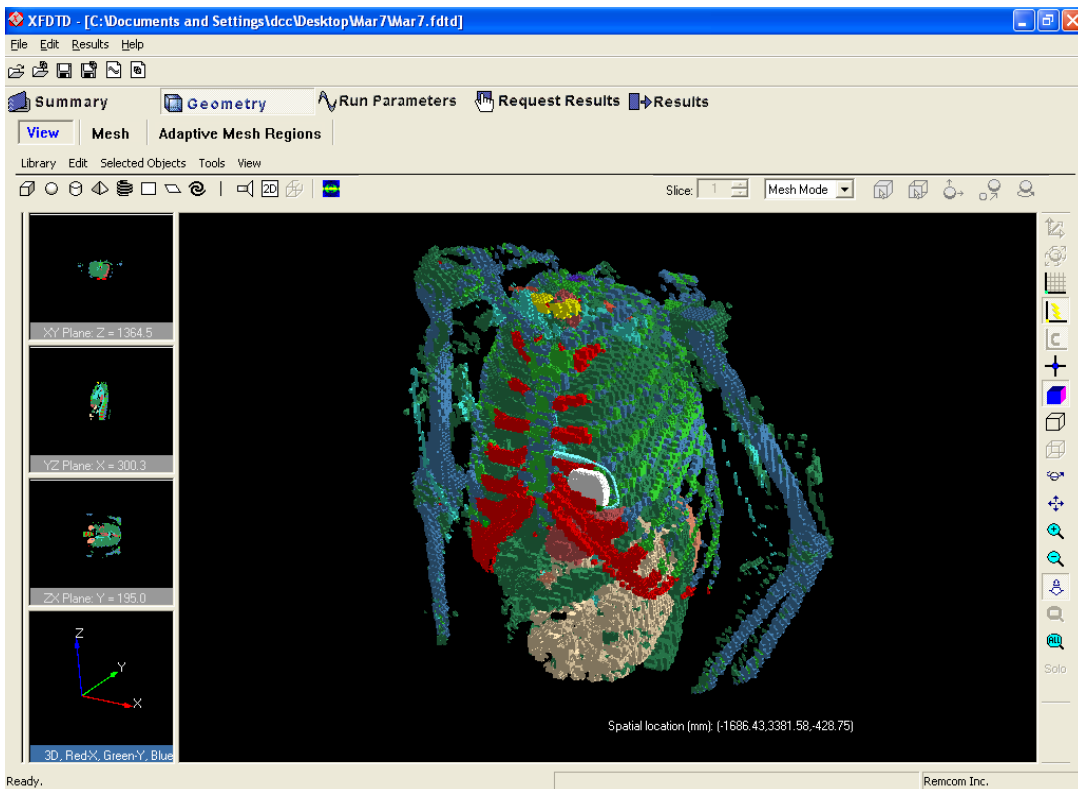 XFDTD - [C:\Documents and Settings\dcc\Desktop\Mar7\Mar7.fdtd]
File Edit Results Help
Summary Geometry Run Parameters Request Results Results
View Mesh Adaptive Mesh Regions
Library Edit Selected Objects Tools View
2D Slice: 1 Mesh Mode
XY Plane: Z = 1364.5
YZ Plane: X = 300.3
ZX Plane: Y = 195.0
Z
Y
X
3D, Red-X, Green-Y, Blue
Spatial location (mm): (-1686.43,3381.58,-428.75)
C
ALL
Solo
Ready. Remcom Inc.